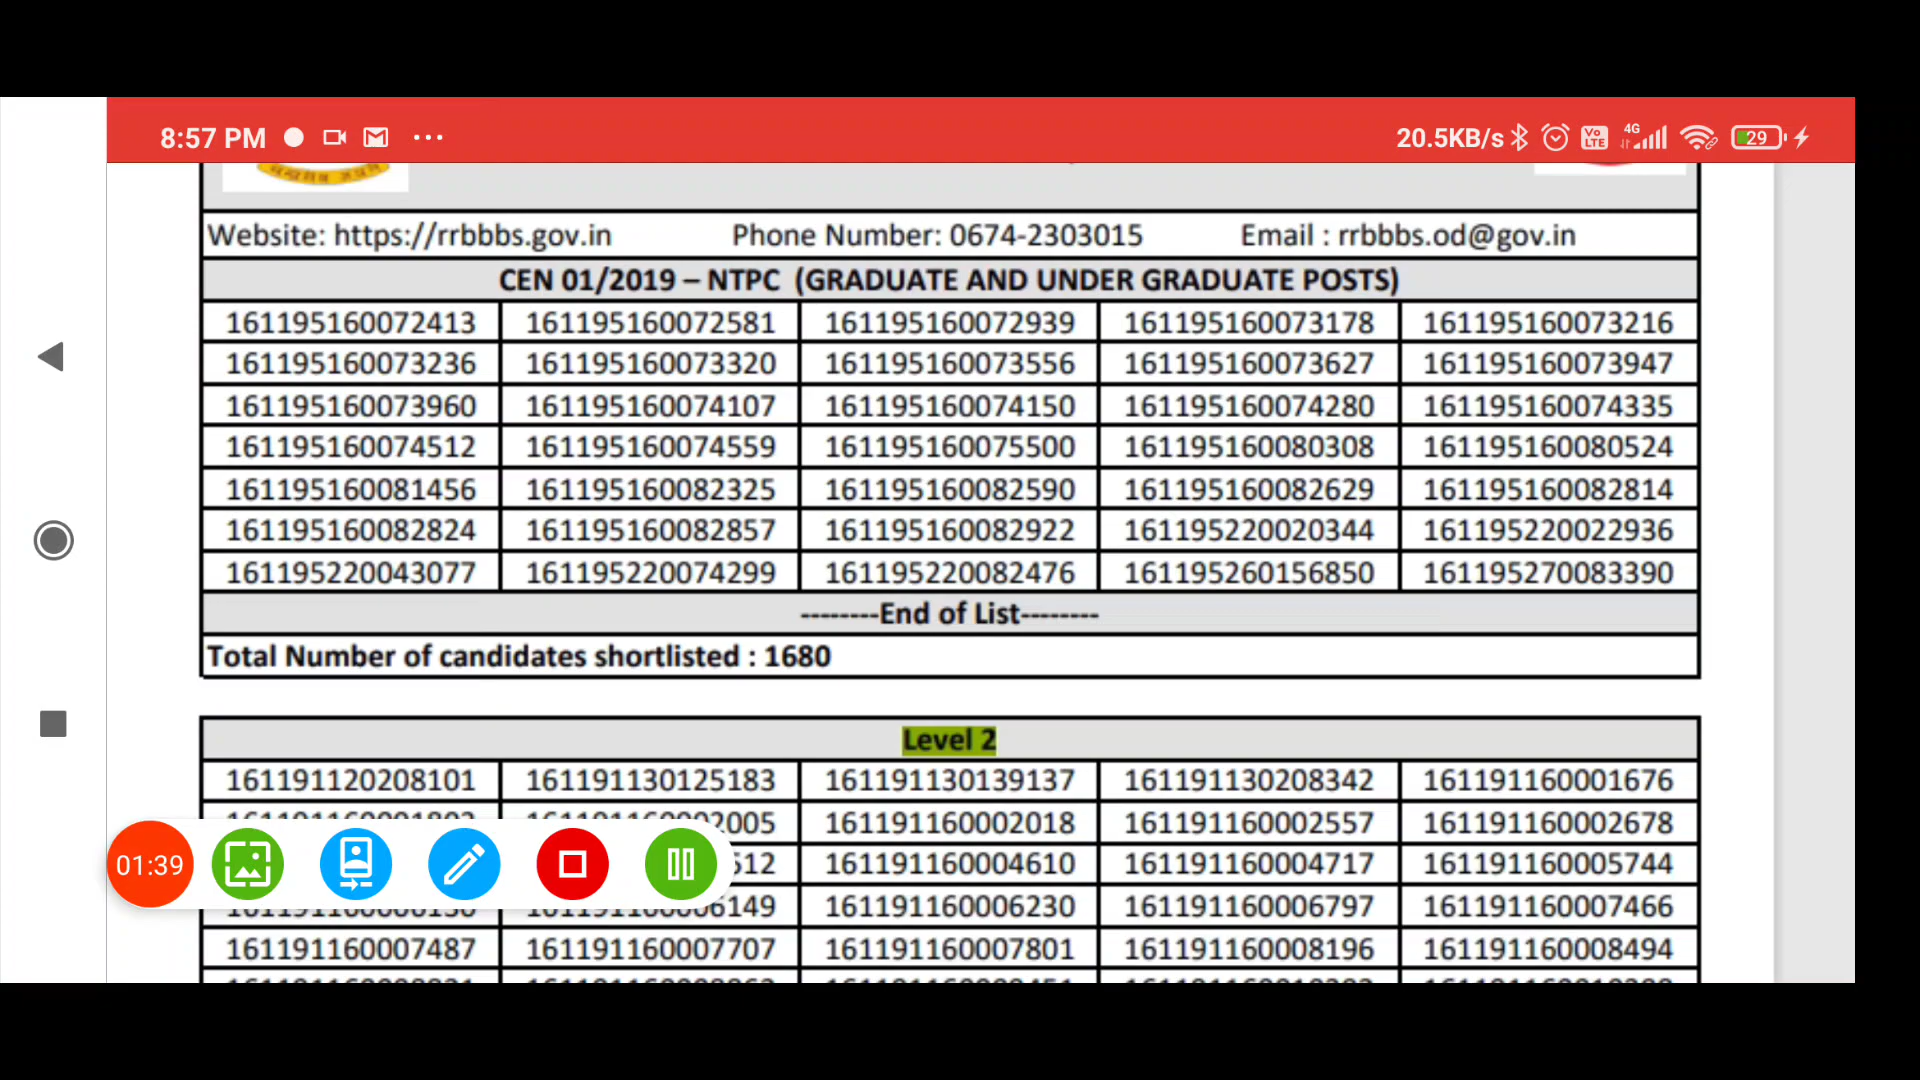 8:57 PM 20.5KB/s 4G Vo LTE 29
Website: https://rrbbbs.gov.in Phone Number: 0674-2303015 Email : rrbbbs.od@gov.in
CEN 01/2019 – NTPC (GRADUATE AND UNDER GRADUATE POSTS)
161195160072413 161195160072581 161195160072939 161195160073178 161195160073216
161195160073236 161195160073320 161195160073556 161195160073627 161195160073947
161195160073960 161195160074107 161195160074150 161195160074280 161195160074335
161195160074512 161195160074559 161195160075500 161195160080308 161195160080524
161195160081456 161195160082325 161195160082590 161195160082629 161195160082814
161195160082824 161195160082857 161195160082922 161195220020344 161195220022936
161195220043077 161195220074299 161195220082476 161195260156850 161195270083390
--------End of List--------
Total Number of candidates shortlisted : 1680
Level 2
161191120208101 161191130125183 161191130139137 161191130208342 161191160001676
161191160002018 161191160002557 161191160002678
161191160004610 161191160004717 161191160005744
161191160006230 161191160006797 161191160007466
161191160007487 161191160007707 161191160007801 161191160008196 161191160008494
01:39